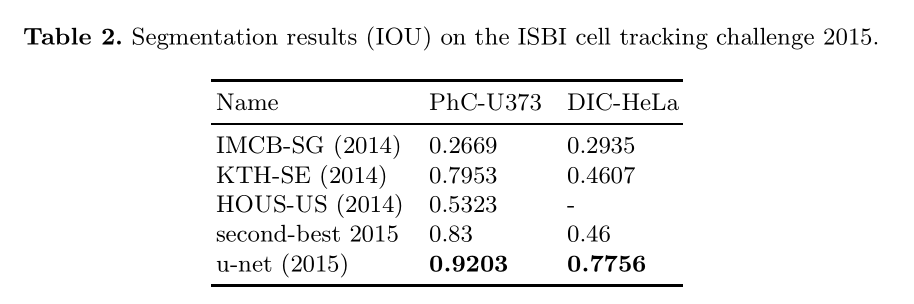 Table 2. Segmentation results (IOU) on the ISBI cell tracking challenge 2015.
Name PhC-U373 DIC-HeLa
IMCB-SG (2014) 0.2669 0.2935
KTH-SE (2014) 0.7953 0.4607
HOUS-US (2014) 0.5323 -
second-best 2015 0.83 0.46
u-net (2015) 0.9203 0.7756